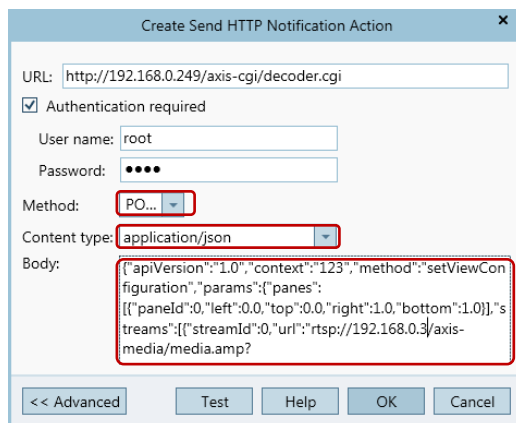 Create Send HTTP Notification Action
URL: http://192.168.0.249/axis-cgi/decoder.cgi
Authentication required
User name: root
Password: ••••
Method: PO...
Content type: application/json
Body: {"apiVersion":"1.0","context":"123","method":"setViewCon
figuration","params":{"panes":
[{"paneId":0,"left":0.0,"top":0.0,"right":1.0,"bottom":1.0}],"s
treams":[{"streamId":0,"url":"rtsp://192.168.0.3/axis-
media/media.amp?
<< Advanced Test Help OK Cancel